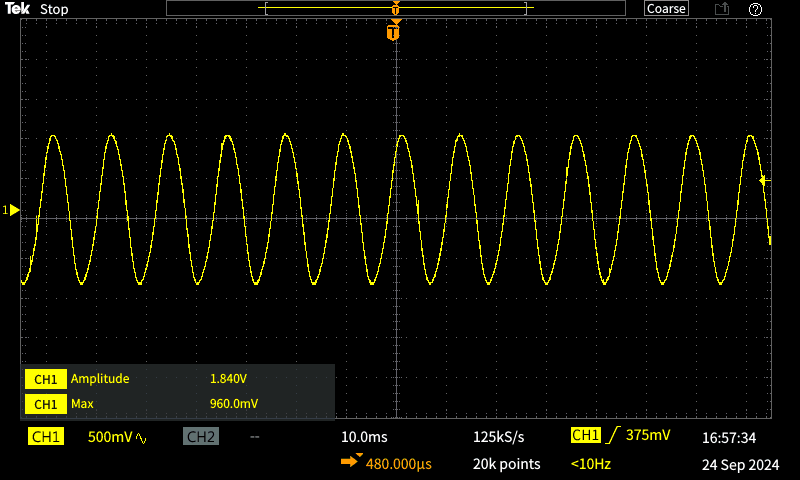 Tek Stop T Coarse
T
1
CH1 Amplitude 1.840V
CH1 Max 960.0mV
CH1 500mV CH2 -- 10.0ms 125kS/s CH1 375mV 16:57:34
480.000µs 20k points <10Hz 24 Sep 2024